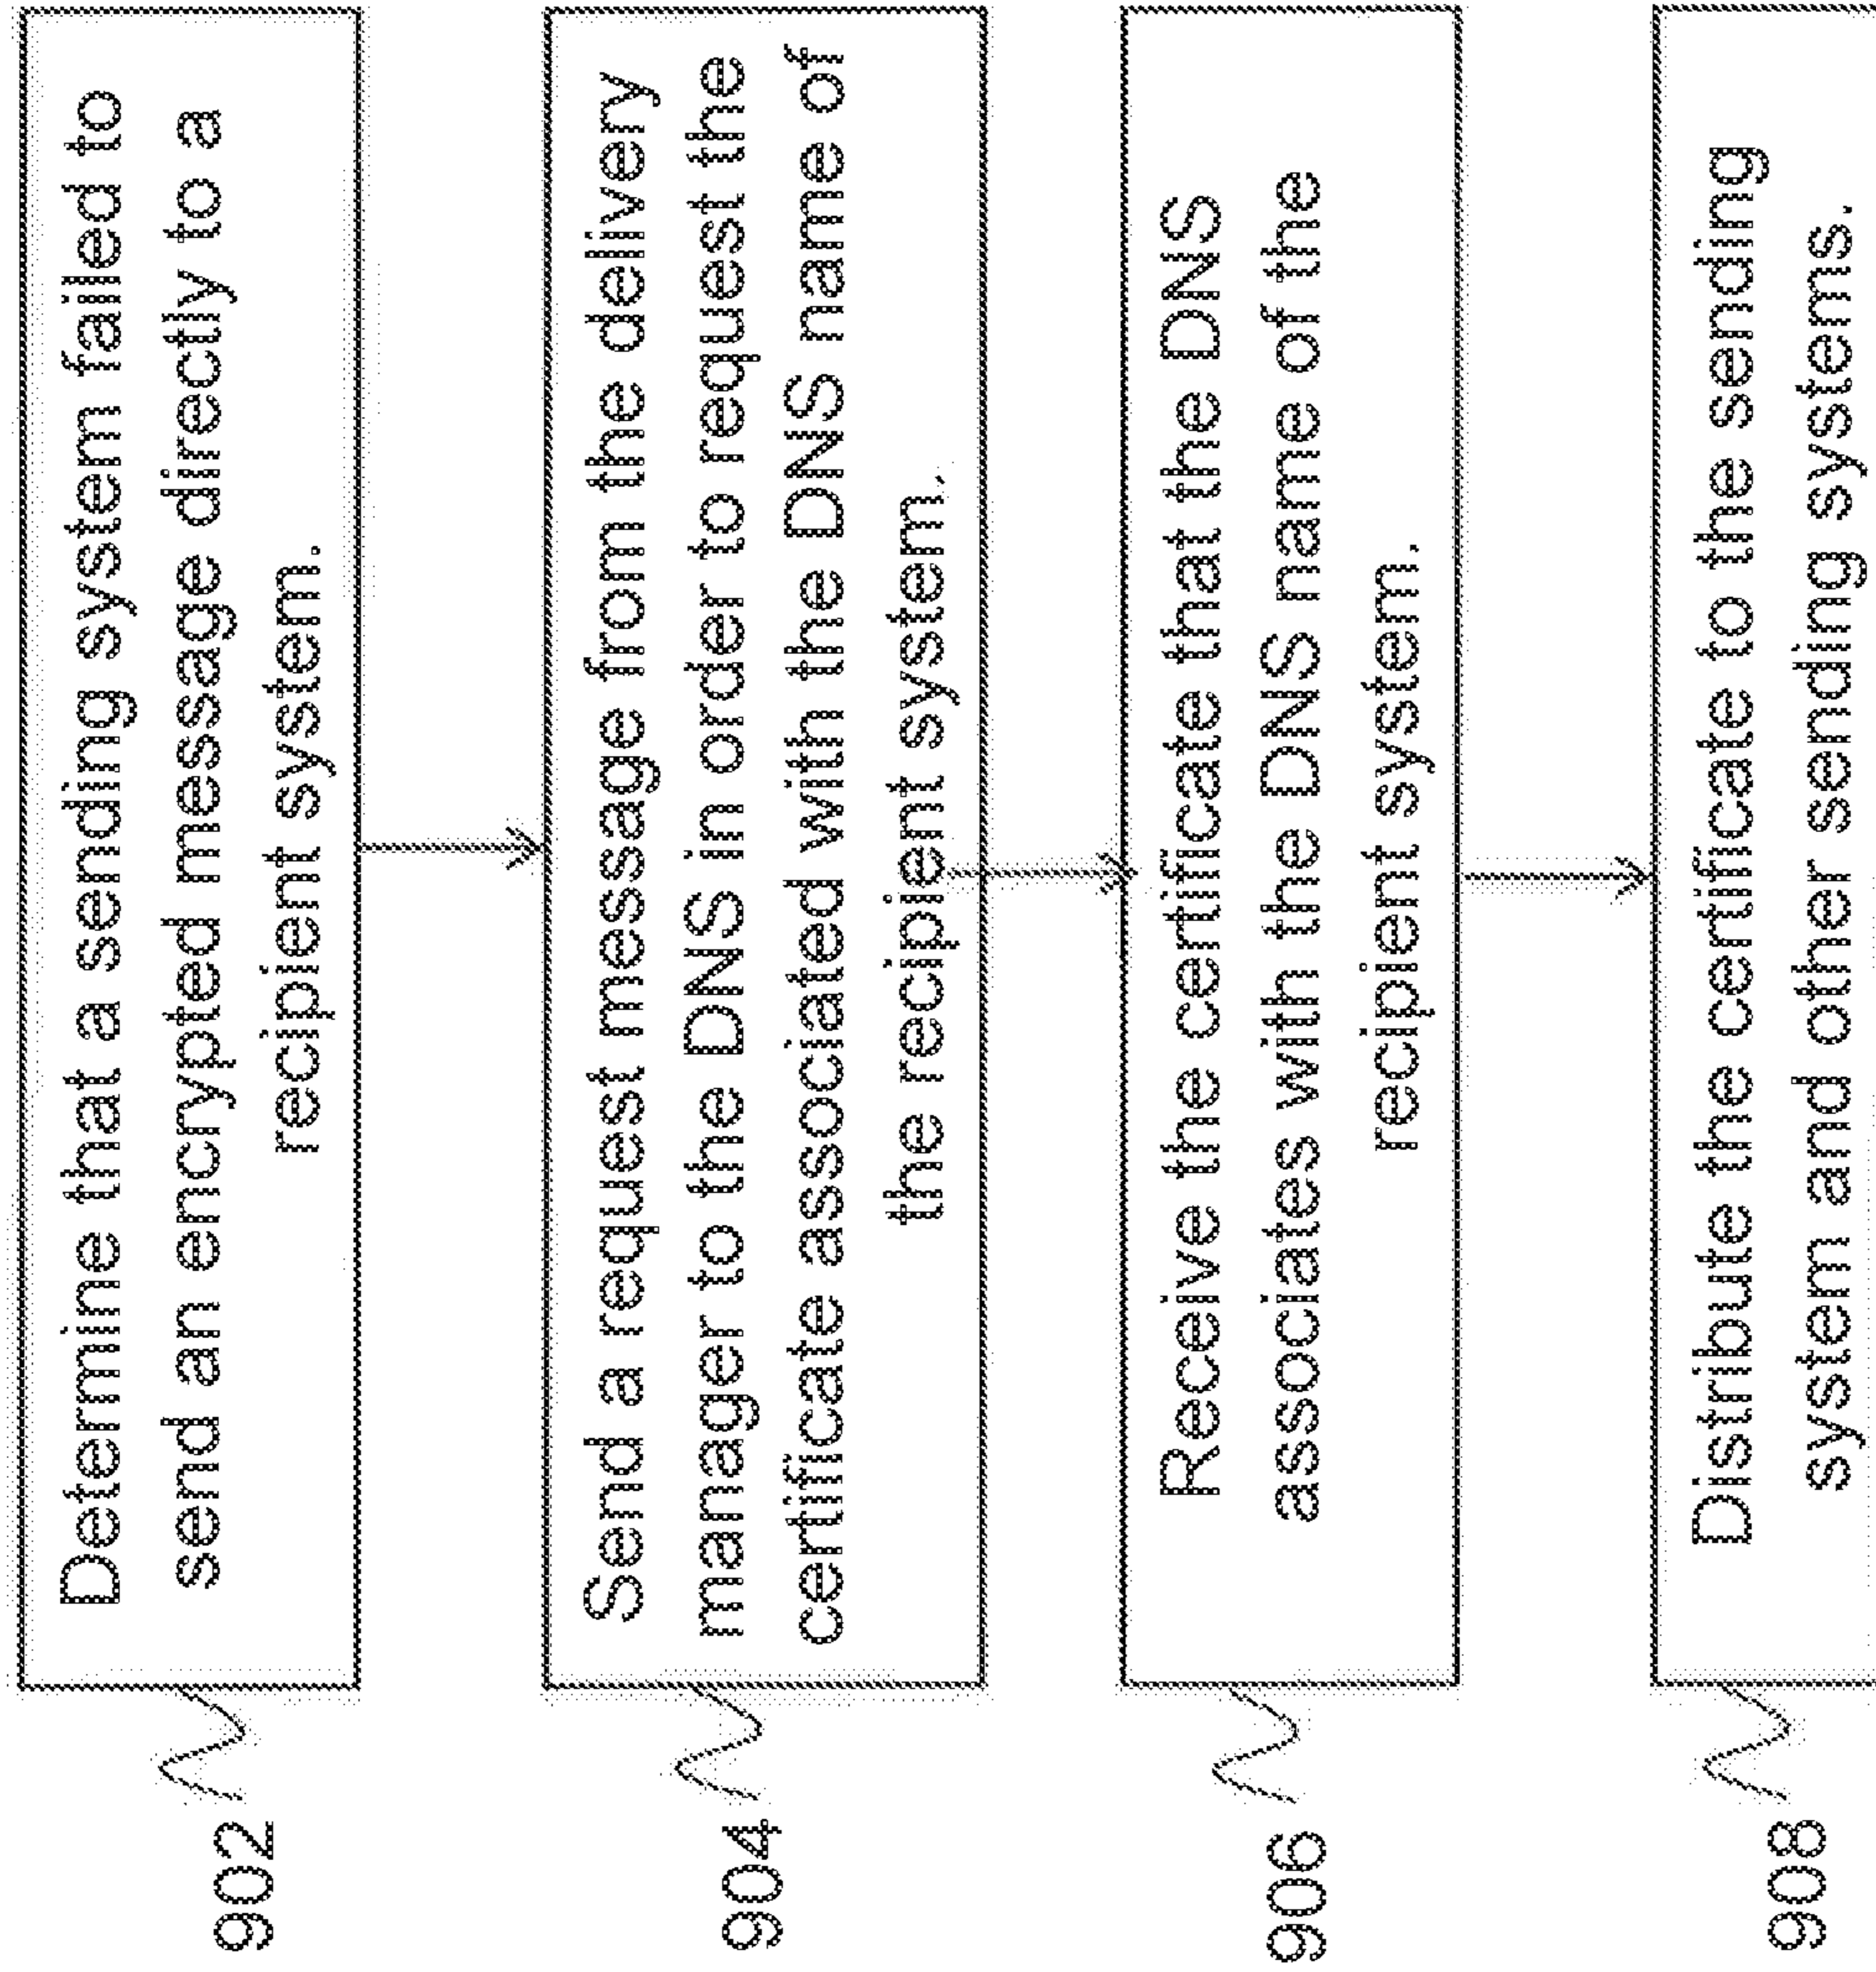 902
Determine that a sending system failed to
send an encrypted message directly to a
recipient system.
904
Send a request message from the delivery
manager to the DNS in order to request the
certificate associated with the DNS name of
the recipient system.
906
Receive the certificate that the DNS
associates with the DNS name of the
recipient system.
908
Distribute the certificate to the sending
system and other sending systems.